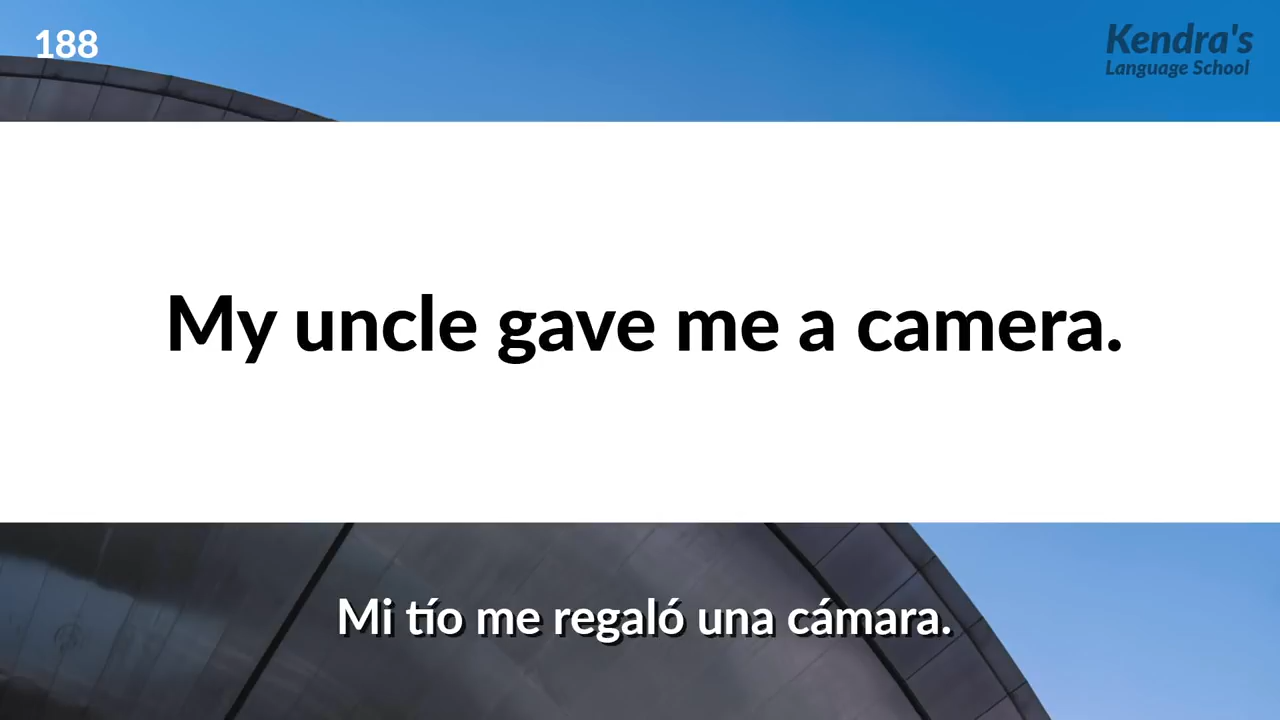 188
Kendra's
Language School
My uncle gave me a camera.
Mi tío me regaló una cámara.